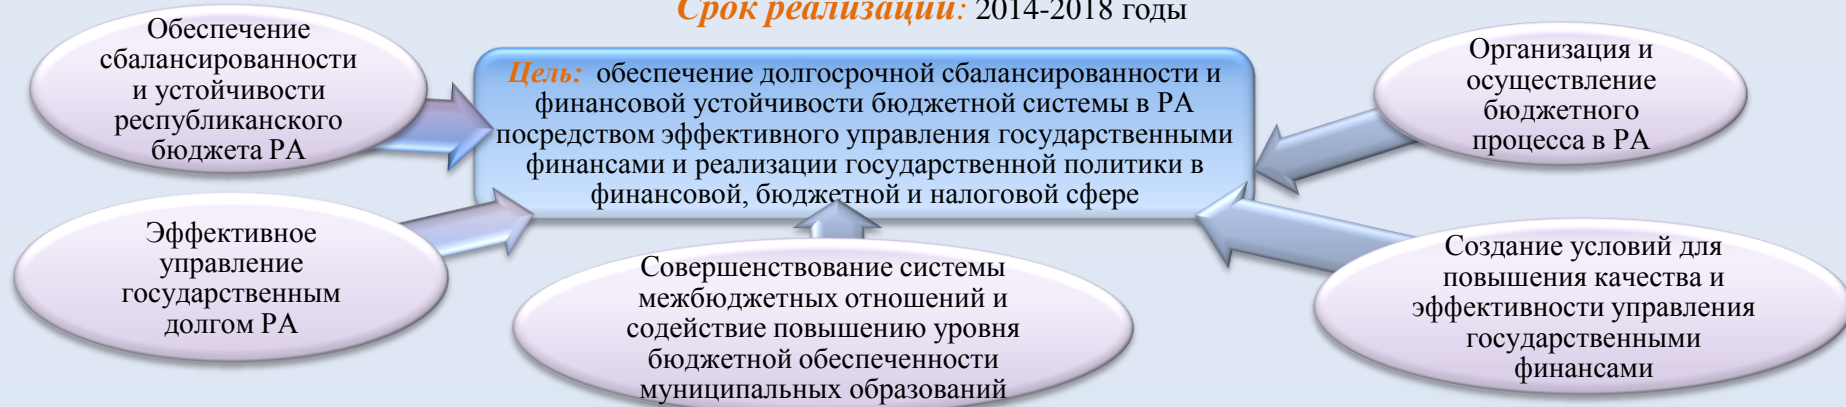 Срок реализации: 2014-2018 годы
Обеспечение
сбалансированности
и устойчивости
республиканского
бюджета РА
Цель: обеспечение долгосрочной сбалансированности и
финансовой устойчивости бюджетной системы в РА
посредством эффективного управления государственными
финансами и реализации государственной политики в
финансовой, бюджетной и налоговой сфере
Организация и
осуществление
бюджетного
процесса в РА
Эффективное
управление
государственным
долгом РА
Совершенствование системы
межбюджетных отношений и
содействие повышению уровня
бюджетной обеспеченности
муниципальных образований
Создание условий для
повышения качества и
эффективности управления
государственными
финансами